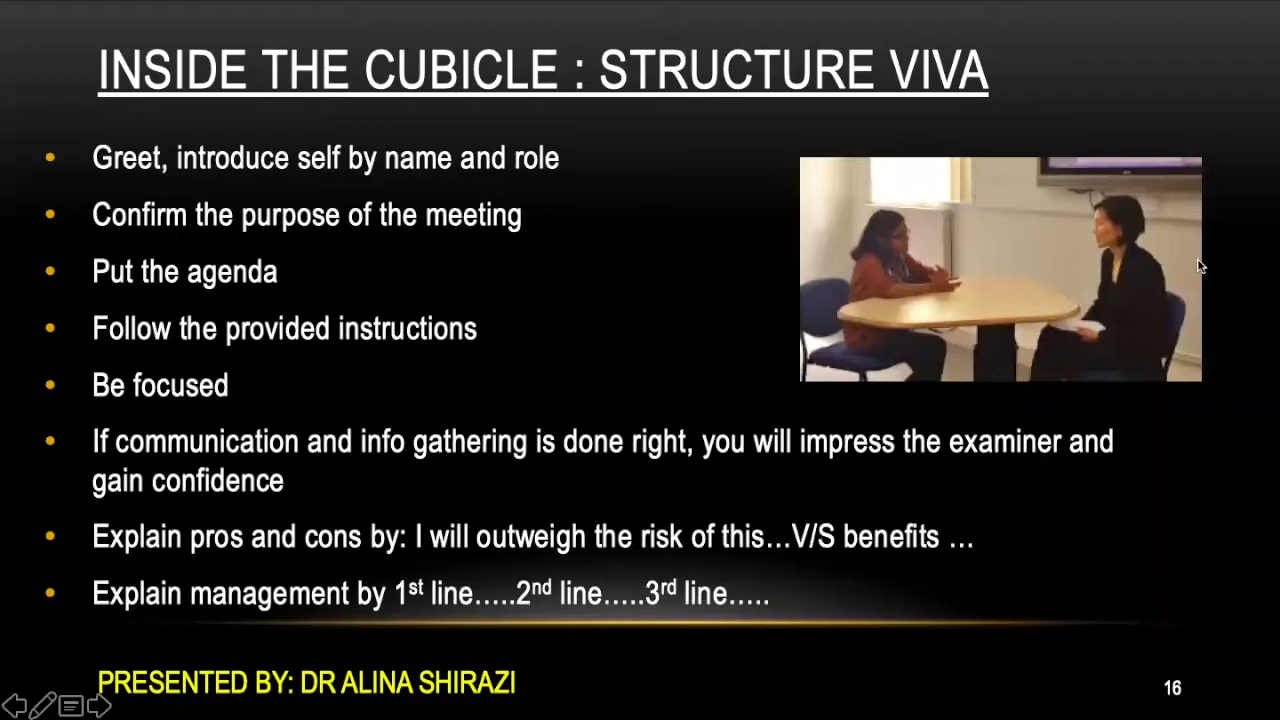 INSIDE THE CUBICLE : STRUCTURE VIVA
• Greet, introduce self by name and role
• Confirm the purpose of the meeting
• Put the agenda
• Follow the provided instructions
• Be focused
• If communication and info gathering is done right, you will impress the examiner and
gain confidence
• Explain pros and cons by: I will outweigh the risk of this…V/S benefits …
• Explain management by 1st line…..2nd line…..3rd line…..
PRESENTED BY: DR ALINA SHIRAZI
16